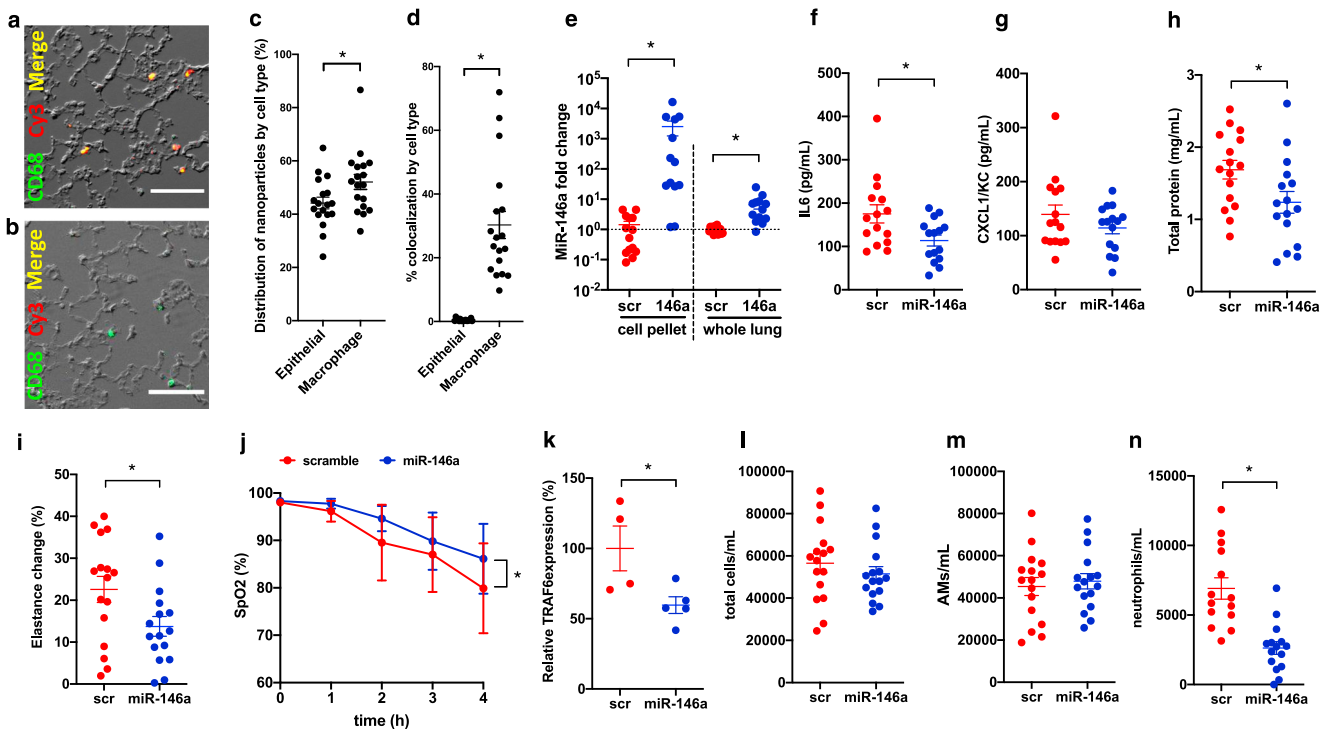 a
CD68 Cy3 Merge
b
CD68 Cy3 Merge
c
Distribution of nanoparticles by cell type (%)
100
80
60
40
20
0
*
Epithelial
Macrophage
d
% colocalization by cell type
80
60
40
20
0
*
Epithelial
Macrophage
e
MiR-146a fold change
10^5
10^4
10^3
10^2
10^1
10^0
10^-1
10^-2
*
*
scr 146a scr 146a
cell pellet whole lung
f
IL6 (pg/mL)
500
400
300
200
100
0
*
scr miR-146a
g
CXCL1/KC (pg/mL)
400
300
200
100
0
scr miR-146a
h
Total protein (mg/mL)
3
2
1
0
*
scr miR-146a
i
Elastance change (%)
50
40
30
20
10
0
*
scr miR-146a
j
scramble miR-146a
SpO2 (%)
100
90
80
70
60
*
0 1 2 3 4
time (h)
k
Relative TRAF6expression (%)
150
100
50
0
*
scr miR-146a
l
total cells/mL
100000
80000
60000
40000
20000
0
scr miR-146a
m
AMs/mL
100000
80000
60000
40000
20000
0
scr miR-146a
n
neutrophils/mL
15000
10000
5000
0
*
scr miR-146a